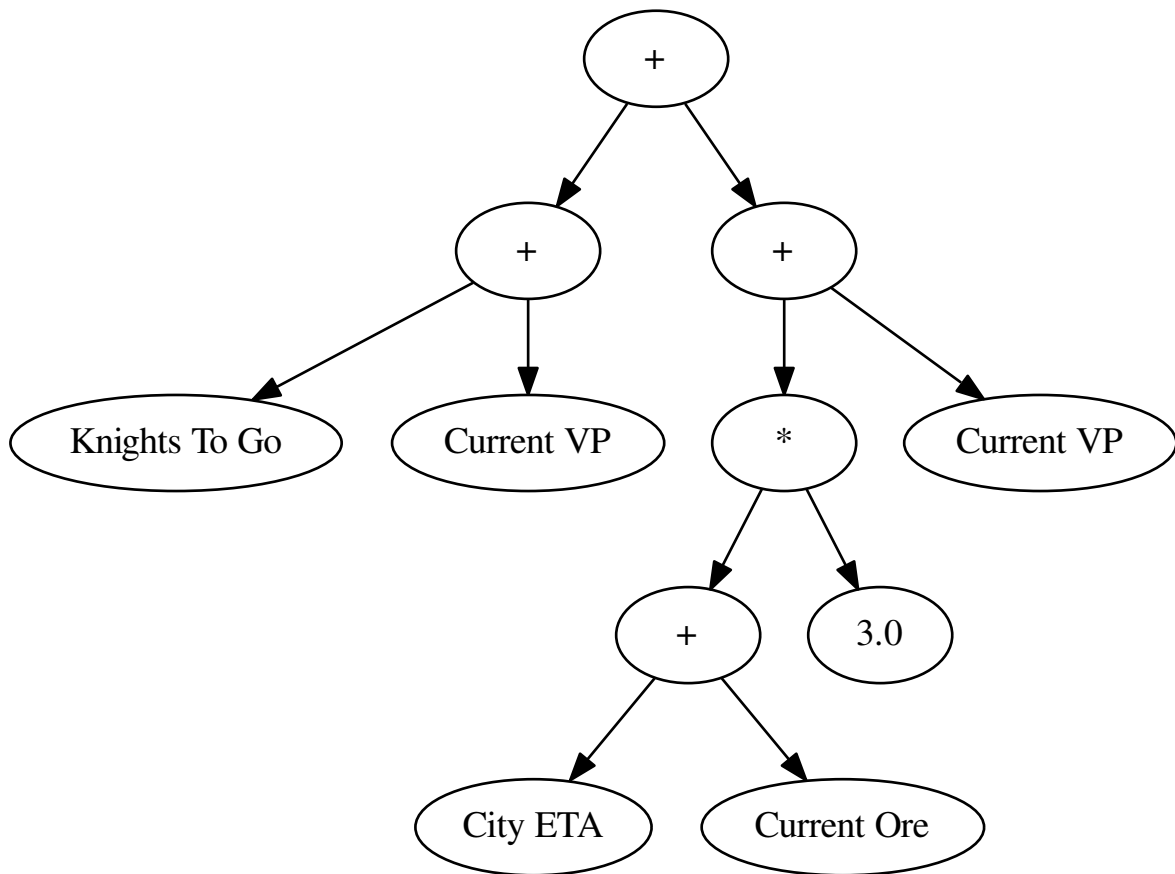 +
+
+
Knights To Go
Current VP
*
Current VP
+
3.0
City ETA
Current Ore